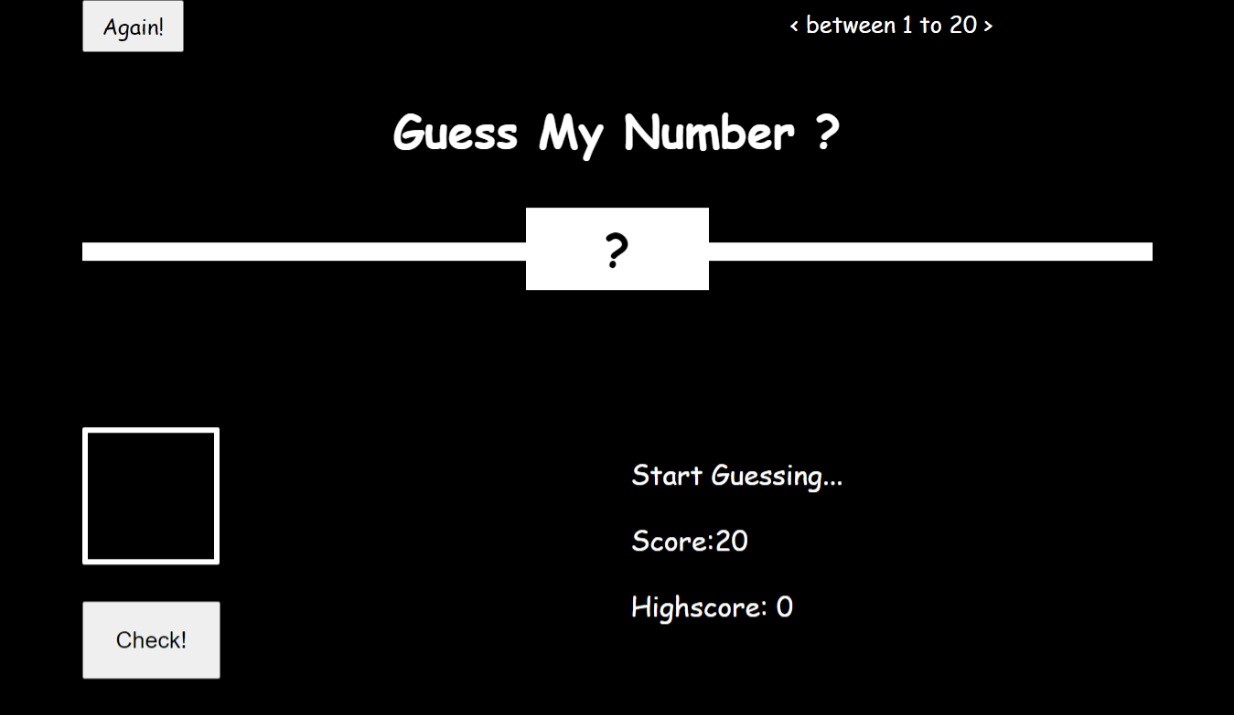 Again!
< between 1 to 20 >
Guess My Number ?
?
Start Guessing...
Score:20
Highscore: 0
Check!